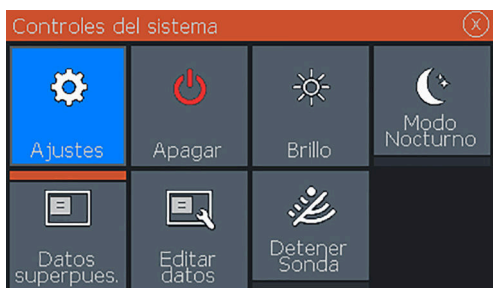 Controles del sistema
Ajustes
Apagar
Brillo
Modo
Nocturno
Datos
superpues.
Editar
datos
Detener
Sonda